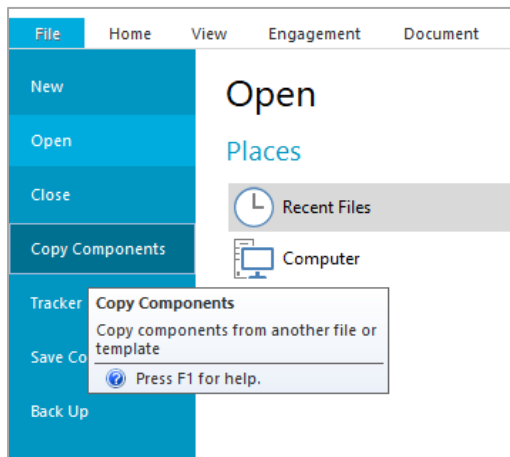 File Home View Engagement Document
New
Open
Close
Copy Components
Tracker
Save Co
Back Up
Open
Places
Recent Files
Computer
Copy Components
Copy components from another file or
template
Press F1 for help.